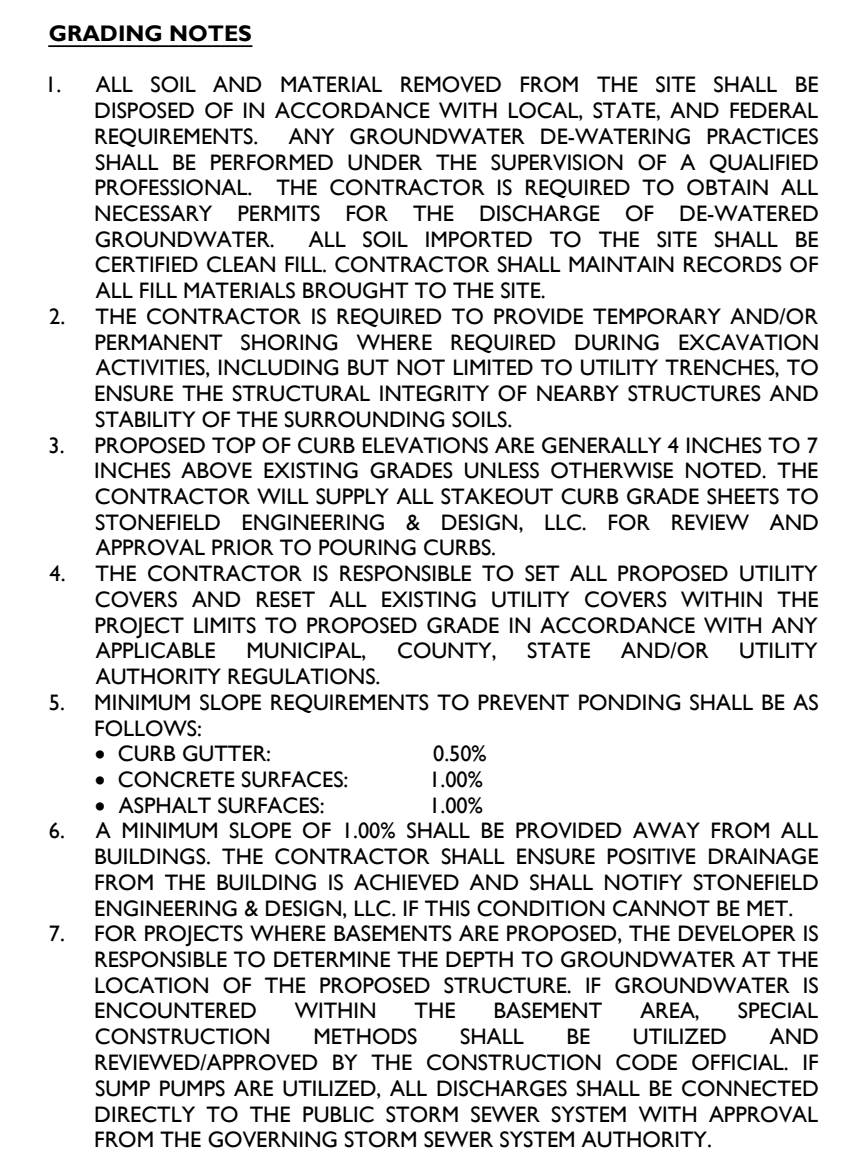 GRADING NOTES
1. ALL SOIL AND MATERIAL REMOVED FROM THE SITE SHALL BE
DISPOSED OF IN ACCORDANCE WITH LOCAL, STATE, AND FEDERAL
REQUIREMENTS. ANY GROUNDWATER DE-WATERING PRACTICES
SHALL BE PERFORMED UNDER THE SUPERVISION OF A QUALIFIED
PROFESSIONAL. THE CONTRACTOR IS REQUIRED TO OBTAIN ALL
NECESSARY PERMITS FOR THE DISCHARGE OF DE-WATERED
GROUNDWATER. ALL SOIL IMPORTED TO THE SITE SHALL BE
CERTIFIED CLEAN FILL. CONTRACTOR SHALL MAINTAIN RECORDS OF
ALL FILL MATERIALS BROUGHT TO THE SITE.
2. THE CONTRACTOR IS REQUIRED TO PROVIDE TEMPORARY AND/OR
PERMANENT SHORING WHERE REQUIRED DURING EXCAVATION
ACTIVITIES, INCLUDING BUT NOT LIMITED TO UTILITY TRENCHES, TO
ENSURE THE STRUCTURAL INTEGRITY OF NEARBY STRUCTURES AND
STABILITY OF THE SURROUNDING SOILS.
3. PROPOSED TOP OF CURB ELEVATIONS ARE GENERALLY 4 INCHES TO 7
INCHES ABOVE EXISTING GRADES UNLESS OTHERWISE NOTED. THE
CONTRACTOR WILL SUPPLY ALL STAKEOUT CURB GRADE SHEETS TO
STONEFIELD ENGINEERING & DESIGN, LLC. FOR REVIEW AND
APPROVAL PRIOR TO POURING CURBS.
4. THE CONTRACTOR IS RESPONSIBLE TO SET ALL PROPOSED UTILITY
COVERS AND RESET ALL EXISTING UTILITY COVERS WITHIN THE
PROJECT LIMITS TO PROPOSED GRADE IN ACCORDANCE WITH ANY
APPLICABLE MUNICIPAL, COUNTY, STATE AND/OR UTILITY
AUTHORITY REGULATIONS.
5. MINIMUM SLOPE REQUIREMENTS TO PREVENT PONDING SHALL BE AS
FOLLOWS:
• CURB GUTTER: 0.50%
• CONCRETE SURFACES: 1.00%
• ASPHALT SURFACES: 1.00%
6. A MINIMUM SLOPE OF 1.00% SHALL BE PROVIDED AWAY FROM ALL
BUILDINGS. THE CONTRACTOR SHALL ENSURE POSITIVE DRAINAGE
FROM THE BUILDING IS ACHIEVED AND SHALL NOTIFY STONEFIELD
ENGINEERING & DESIGN, LLC. IF THIS CONDITION CANNOT BE MET.
7. FOR PROJECTS WHERE BASEMENTS ARE PROPOSED, THE DEVELOPER IS
RESPONSIBLE TO DETERMINE THE DEPTH TO GROUNDWATER AT THE
LOCATION OF THE PROPOSED STRUCTURE. IF GROUNDWATER IS
ENCOUNTERED WITHIN THE BASEMENT AREA, SPECIAL
CONSTRUCTION METHODS SHALL BE UTILIZED AND
REVIEWED/APPROVED BY THE CONSTRUCTION CODE OFFICIAL. IF
SUMP PUMPS ARE UTILIZED, ALL DISCHARGES SHALL BE CONNECTED
DIRECTLY TO THE PUBLIC STORM SEWER SYSTEM WITH APPROVAL
FROM THE GOVERNING STORM SEWER SYSTEM AUTHORITY.